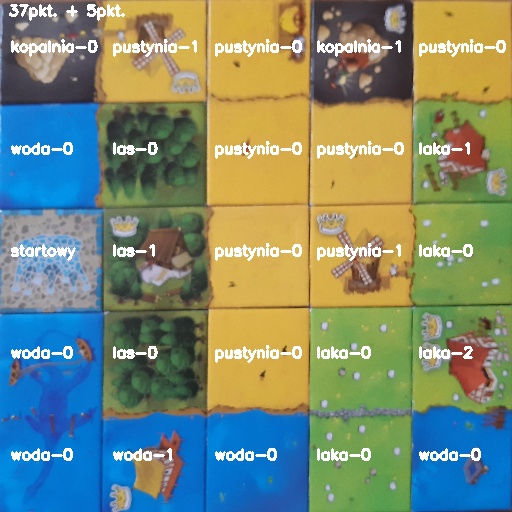 37pkt. + 5pkt.
kopalnia-0 pustynia-1 pustynia-0 kopalnia-1 pustynia-0
woda-0 las-0 pustynia-0 pustynia-0 laka-1
startowy las-1 pustynia-0 pustynia-1 laka-0
woda-0 las-0 pustynia-0 laka-0 laka-2
woda-0 woda-1 woda-0 laka-0 woda-0